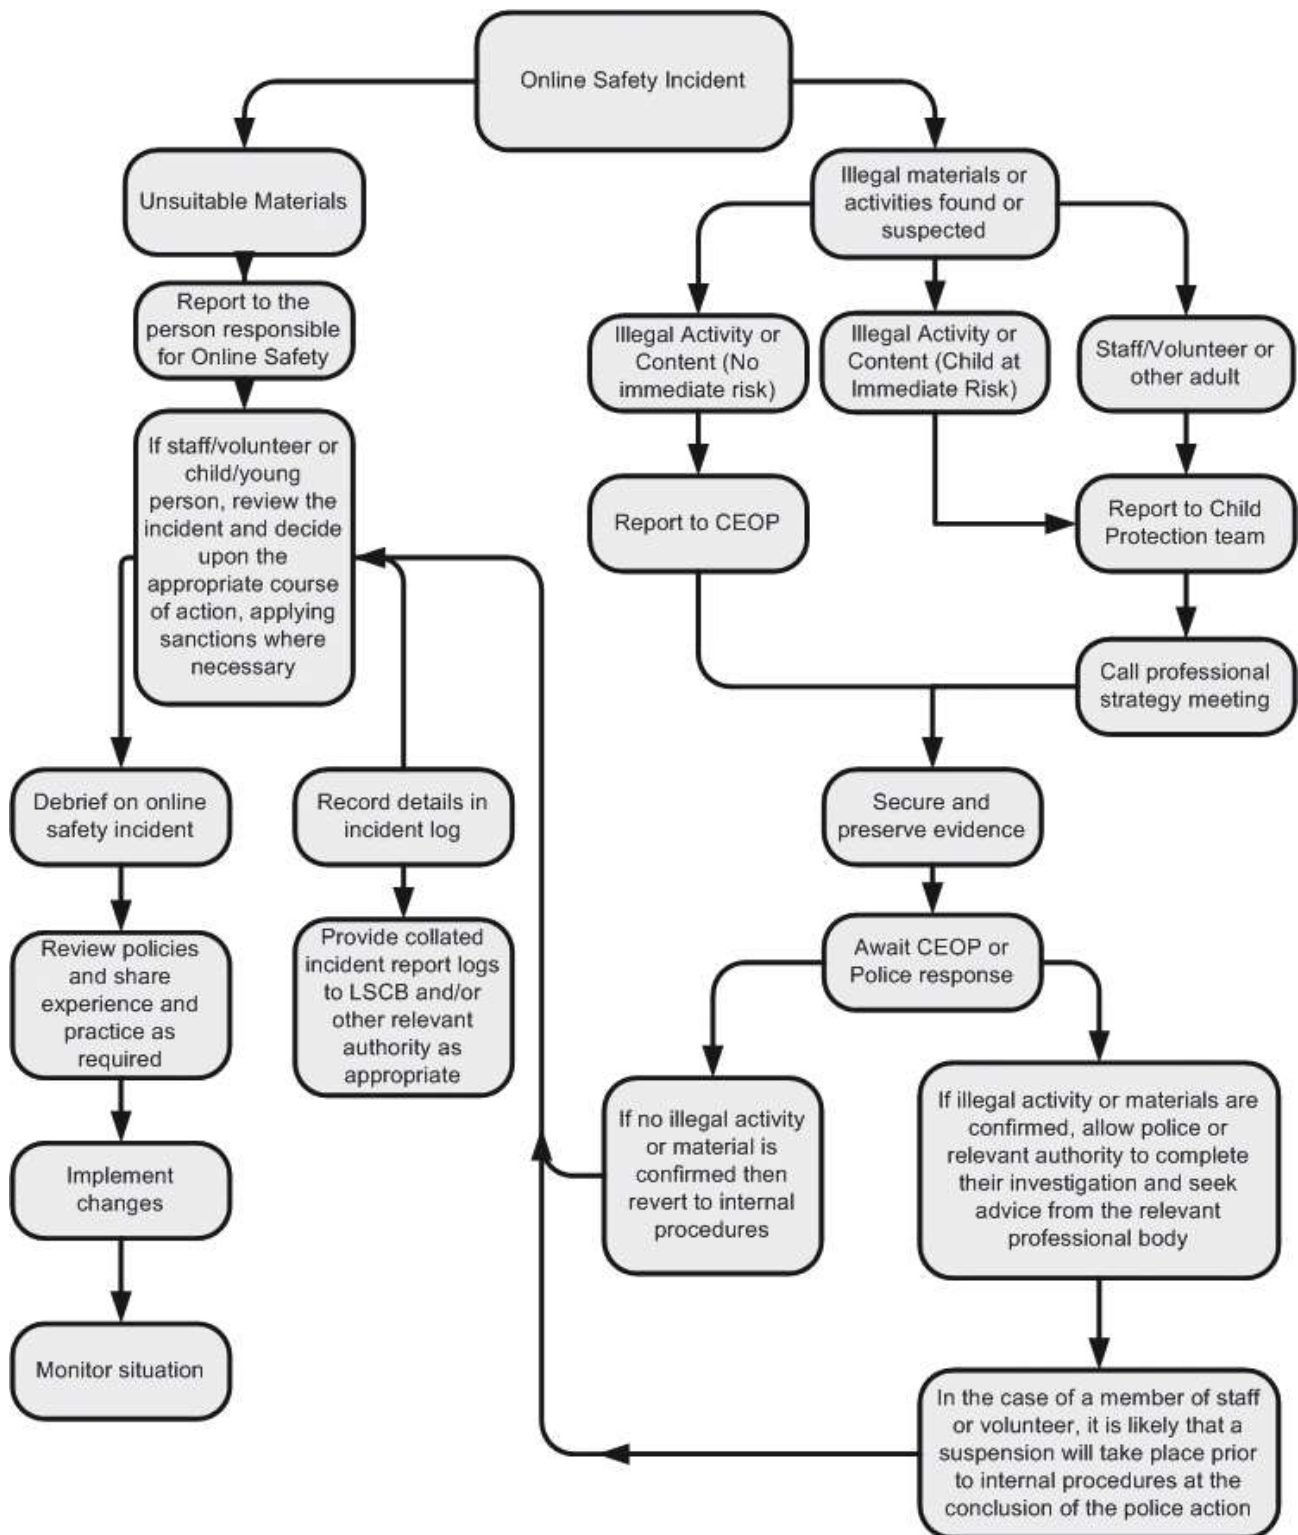 Online Safety Incident
Unsuitable Materials
Report to the
person responsible
for Online Safety
If staff/volunteer or
child/young
person, review the
incident and decide
upon the
appropriate course
of action, applying
sanctions where
necessary
Debrief on online
safety incident
Review policies
and share
experience and
practice as
required
Implement
changes
Monitor situation
Record details in
incident log
Provide collated
incident report logs
to LSCB and/or
other relevant
authority as
appropriate
Illegal materials or
activities found or
suspected
Illegal Activity or
Content (No
immediate risk)
Illegal Activity or
Content (Child at
Immediate Risk)
Staff/Volunteer or
other adult
Report to CEOP
Report to Child
Protection team
Call professional
strategy meeting
Secure and
preserve evidence
Await CEOP or
Police response
If no illegal activity
or material is
confirmed then
revert to internal
procedures
If illegal activity or materials are
confirmed, allow police or
relevant authority to complete
their investigation and seek
advice from the relevant
professional body
In the case of a member of staff
or volunteer, it is likely that a
suspension will take place prior
to internal procedures at the
conclusion of the police action